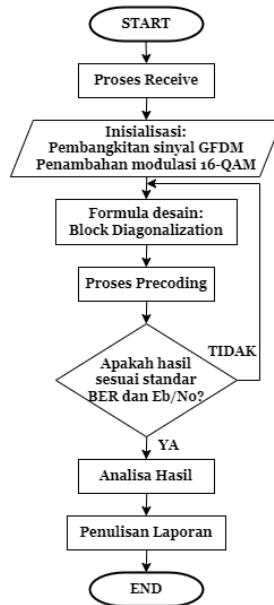 START
Proses Receive
Inisialisasi:
Pembangkitan sinyal GFDM
Penambahan modulasi 16-QAM
Formula desain:
Block Diagonalization
Proses Precoding
Apakah hasil
sesuai standar
BER dan Eb/No?
TIDAK
YA
Analisa Hasil
Penulisan Laporan
END